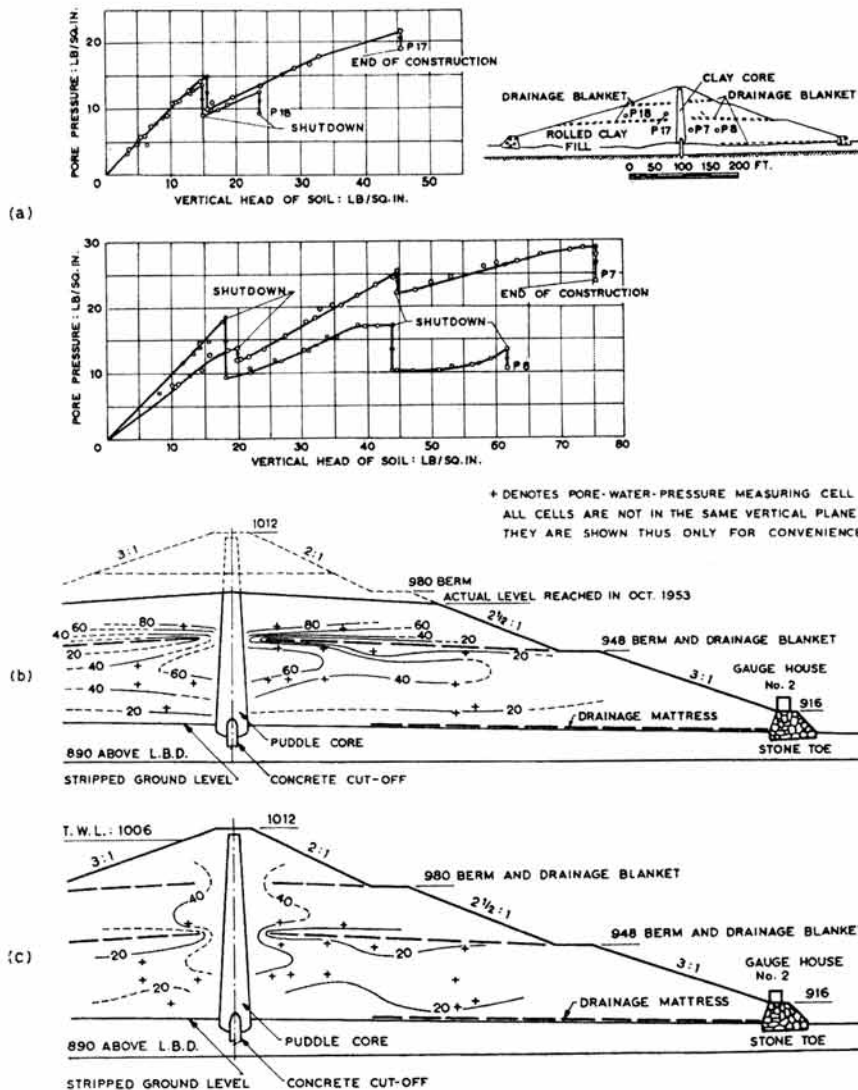 25
20
10
0
PORE PRESSURE: LB/SQ.IN.
P17
END OF CONSTRUCTION
P18
SHUTDOWN
0 10 20 30 40 50
VERTICAL HEAD OF SOIL: LB/SQ.IN.
CLAY CORE
DRAINAGE BLANKET
DRAINAGE BLANKET
P18
ROLLED CLAY
FILL
P17
P7
P8
0 100 200 FT.
(a)
30
20
10
0
PORE PRESSURE: LB/SQ.IN.
SHUTDOWN
P7
END OF CONSTRUCTION
SHUTDOWN
0 10 20 30 40 50 60 70 80
VERTICAL HEAD OF SOIL: LB/SQ.IN.
+ DENOTES PORE-WATER-PRESSURE MEASURING CELL
ALL CELLS ARE NOT IN THE SAME VERTICAL PLANE
THEY ARE SHOWN THUS ONLY FOR CONVENIENCE
1012
3:1
2:1
980 BERM
ACTUAL LEVEL REACHED IN OCT. 1953
2½:1
80
60
40
20
40
60
40
20
80
60
40
20
60
40
20
20
948 BERM AND DRAINAGE BLANKET
GAUGE HOUSE
No. 2
3:1
916
(b)
DRAINAGE MATTRESS
STONE TOE
PUDDLE CORE
890 ABOVE L.B.D.
STRIPPED GROUND LEVEL
CONCRETE CUT-OFF
T.W.L.: 1006
1012
3:1
2:1
980 BERM AND DRAINAGE BLANKET
2½:1
40
40
20
20
20
20
948 BERM AND DRAINAGE BLANKET
GAUGE HOUSE
No. 2
3:1
916
(c)
DRAINAGE MATTRESS
STONE TOE
PUDDLE CORE
890 ABOVE L.B.D.
STRIPPED GROUND LEVEL
CONCRETE CUT-OFF